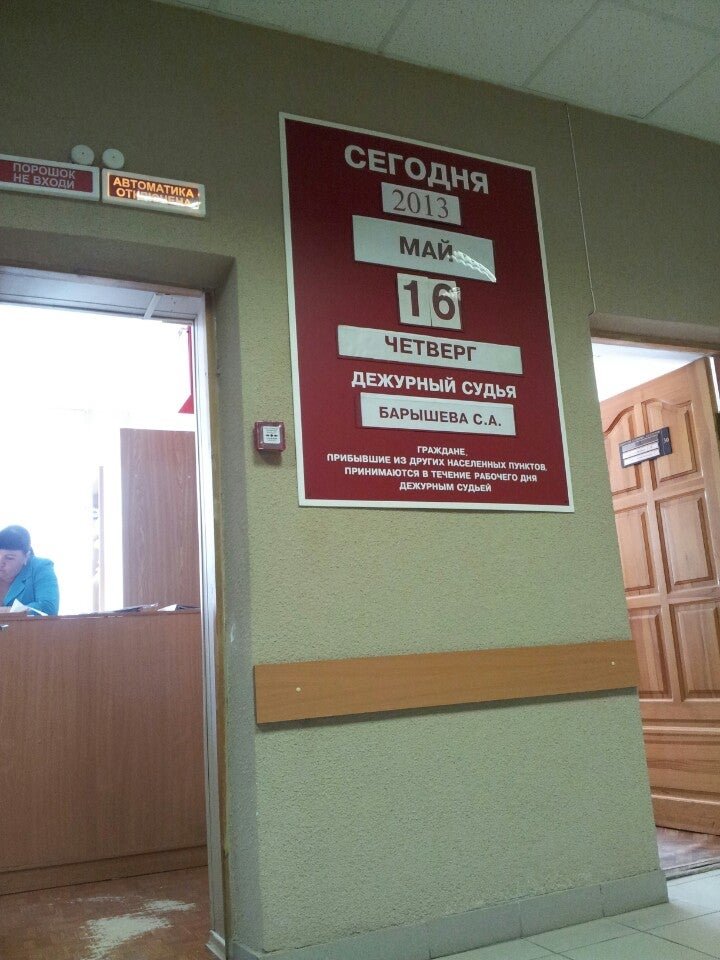 ПОРОШОК
НЕ ВХОДИ
АВТОМАТИКА
ОТКЛЮЧЕНА
СЕГОДНЯ
2013
МАЙ
16
ЧЕТВЕРГ
ДЕЖУРНЫЙ СУДЬЯ
БАРЫШЕВА С.А.
ГРАЖДАНЕ,
ПРИБЫВШИЕ ИЗ ДРУГИХ НАСЕЛЕННЫХ ПУНКТОВ,
ПРИНИМАЮТСЯ В ТЕЧЕНИЕ РАБОЧЕГО ДНЯ
ДЕЖУРНЫМ СУДЬЕЙ